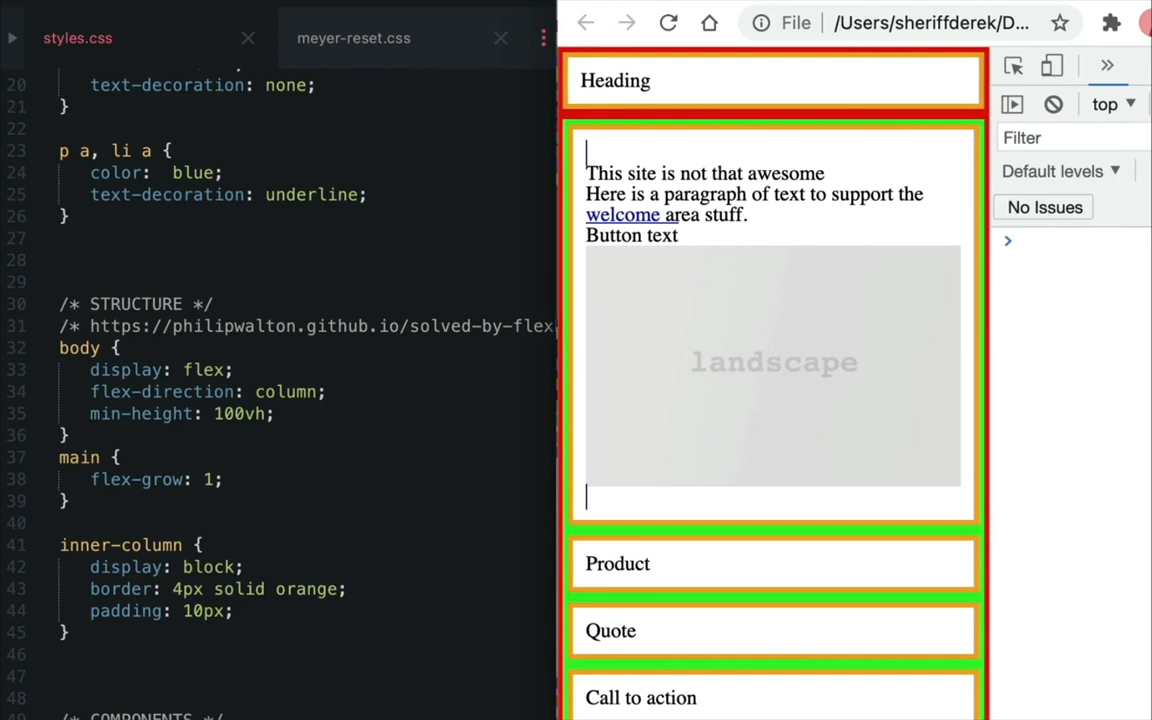 styles.css
meyer-reset.css
20 text-decoration: none;
21 }
22
23 p a, li a {
24 color: blue;
25 text-decoration: underline;
26 }
27
28
29
30 /* STRUCTURE */
31 /* https://philipwalton.github.io/solved-by-flex
32 body {
33 display: flex;
34 flex-direction: column;
35 min-height: 100vh;
36 }
37 main {
38 flex-grow: 1;
39 }
40
41 inner-column {
42 display: block;
43 border: 4px solid orange;
44 padding: 10px;
45 }
46
47
48
/* COMPONENTS */
File
/Users/sheriffderek/D...
Heading
This site is not that awesome
Here is a paragraph of text to support the
welcome area stuff.
Button text
landscape
Product
Quote
Call to action
top
Filter
Default levels
No Issues